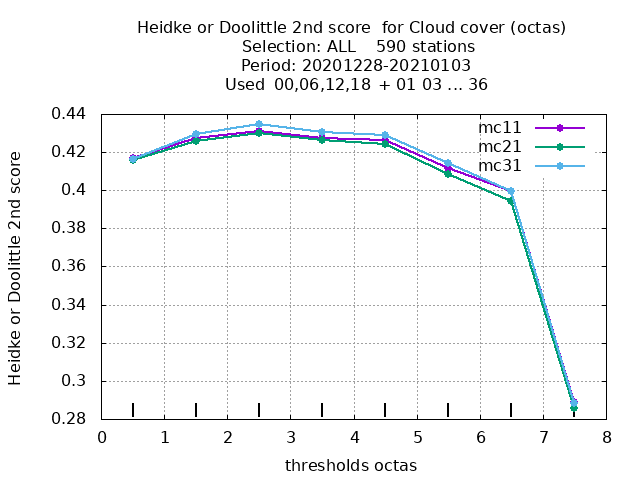 Heidke or Doolittle 2nd score  for Cloud cover (octas)
Selection: ALL    590 stations
Period: 20201228-20210103
Used  00,06,12,18  + 01 03 ... 36
mc11
mc21
mc31
0.44
0.42
0.4
0.38
0.36
0.34
0.32
0.3
0.28
Heidke or Doolittle 2nd score
0 1 2 3 4 5 6 7 8
thresholds octas